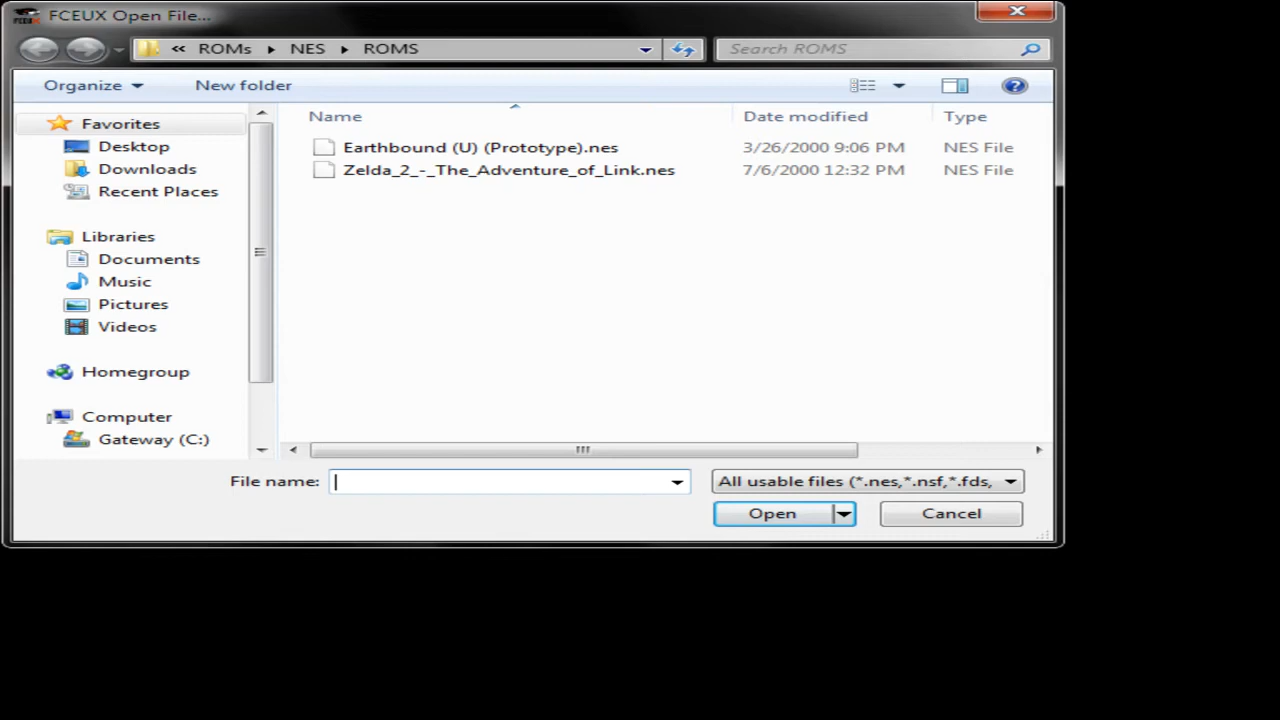 FCEUX Open File...
« ROMs ▸ NES ▸ ROMS
Search ROMS
Organize
New folder
Name
Date modified
Type
Favorites
Desktop
Downloads
Recent Places
Libraries
Documents
Music
Pictures
Videos
Homegroup
Computer
Gateway (C:)
Earthbound (U) (Prototype).nes 3/26/2000 9:06 PM NES File
Zelda_2_-_The_Adventure_of_Link.nes 7/6/2000 12:32 PM NES File
File name:
All usable files (*.nes,*.nsf,*.fds,
Open
Cancel